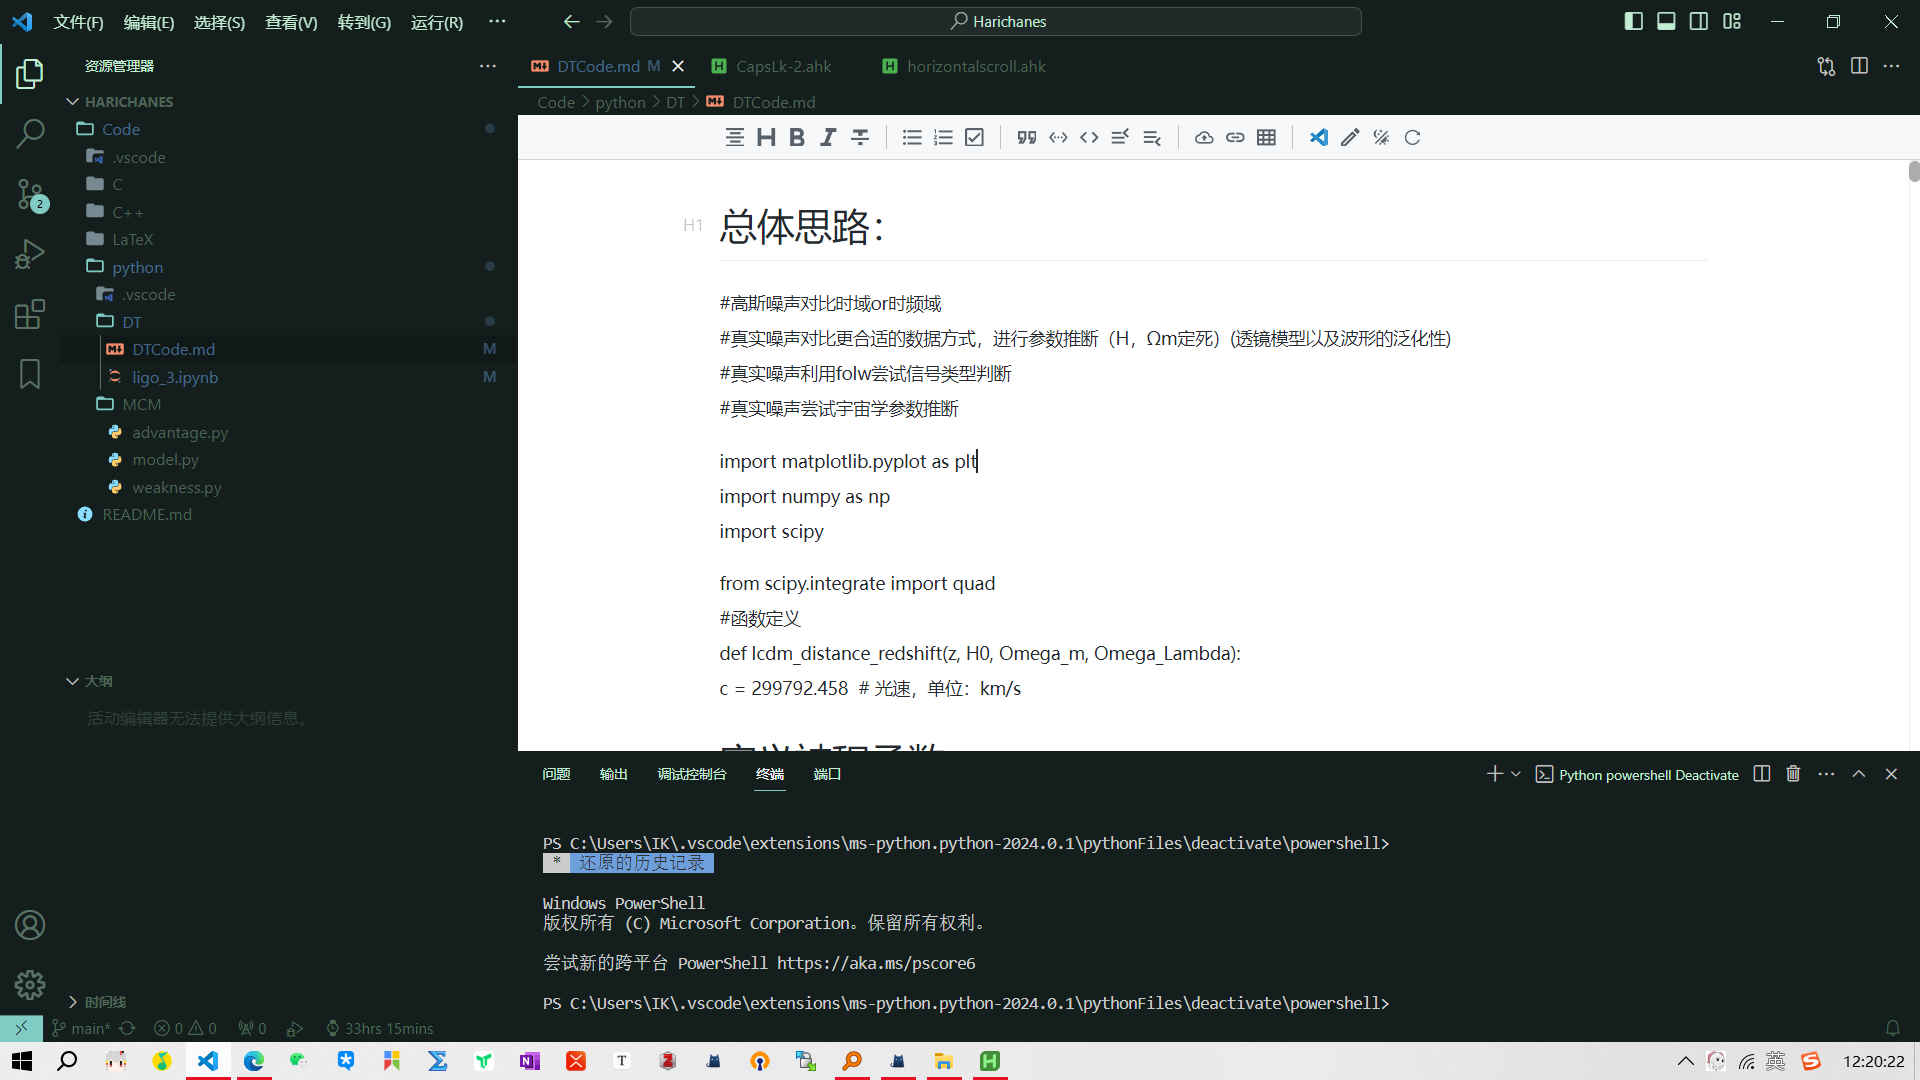 文件(F) 编辑(E) 选择(S) 查看(V) 转到(G) 运行(R) ··· Harichanes
资源管理器
DTCode.md M CapsLk-2.ahk horizontalscroll.ahk
HARICHANES
Code > python > DT > DTCode.md
Code
.vscode
C
C++
LaTeX
python
.vscode
DT
DTCode.md M
ligo_3.ipynb M
MCM
advantage.py
model.py
weakness.py
README.md
大纲
活动编辑器无法提供大纲信息。
时间线
H1 总体思路：
#高斯噪声对比时域or时频域
#真实噪声对比更合适的数据方式，进行参数推断（H，Ωm定死）(透镜模型以及波形的泛化性)
#真实噪声利用folw尝试信号类型判断
#真实噪声尝试宇宙学参数推断
import matplotlib.pyplot as plt
import numpy as np
import scipy
from scipy.integrate import quad
#函数定义
def lcdm_distance_redshift(z, H0, Omega_m, Omega_Lambda):
c = 299792.458 # 光速，单位：km/s
问题 输出 调试控制台 终端 端口 Python powershell Deactivate
PS C:\Users\IK\.vscode\extensions\ms-python.python-2024.0.1\pythonFiles\deactivate\powershell>
* 还原的历史记录
Windows PowerShell
版权所有 (C) Microsoft Corporation。保留所有权利。
尝试新的跨平台 PowerShell https://aka.ms/pscore6
PS C:\Users\IK\.vscode\extensions\ms-python.python-2024.0.1\pythonFiles\deactivate\powershell>
main* 0 0 0 33hrs 15mins
英 12:20:22